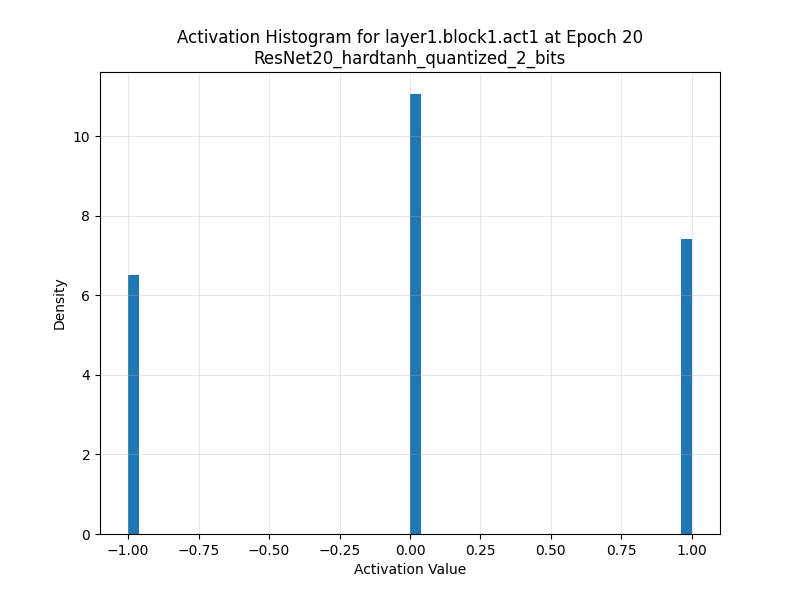 Activation Histogram for layer1.block1.act1 at Epoch 20
ResNet20_hardtanh_quantized_2_bits
Density
10
8
6
4
2
0
−1.00 −0.75 −0.50 −0.25 0.00 0.25 0.50 0.75 1.00
Activation Value